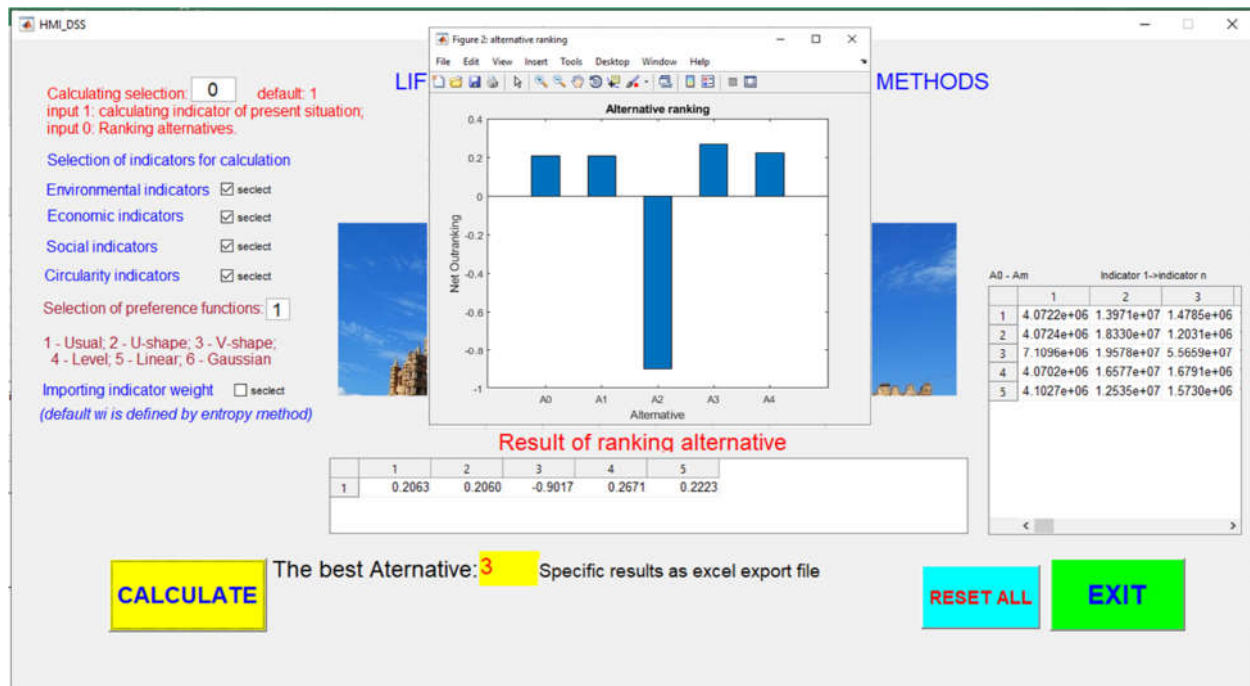 HMI_DSS
Calculating selection: 0 default: 1
input 1: calculating indicator of present situation;
input 0: Ranking alternatives.
Selection of indicators for calculation
Environmental indicators seclect
Economic indicators seclect
Social indicators seclect
Circularity indicators seclect
Selection of preference functions: 1
1 - Usual; 2 - U-shape; 3 - V-shape;
4 - Level; 5 - Linear; 6 - Gaussian
Importing indicator weight seclect
(default wi is defined by entropy method)
LIF
METHODS
Figure 2: alternative ranking
File Edit View Insert Tools Desktop Window Help
Alternative ranking
0.4
0.2
0
-0.2
-0.4
-0.6
-0.8
-1
Net Outranking
A0 A1 A2 A3 A4
Alternative
A0 - Am Indicator 1->indicator n
1 2 3
1 4.0722e+06 1.3971e+07 1.4785e+06
2 4.0724e+06 1.8330e+07 1.2031e+06
3 7.1096e+06 1.9578e+07 5.5659e+07
4 4.0702e+06 1.6577e+07 1.6791e+06
5 4.1027e+06 1.2535e+07 1.5730e+06
Result of ranking alternative
1 2 3 4 5
1 0.2063 0.2060 -0.9017 0.2671 0.2223
CALCULATE
The best Aternative: 3 Specific results as excel export file
RESET ALL
EXIT